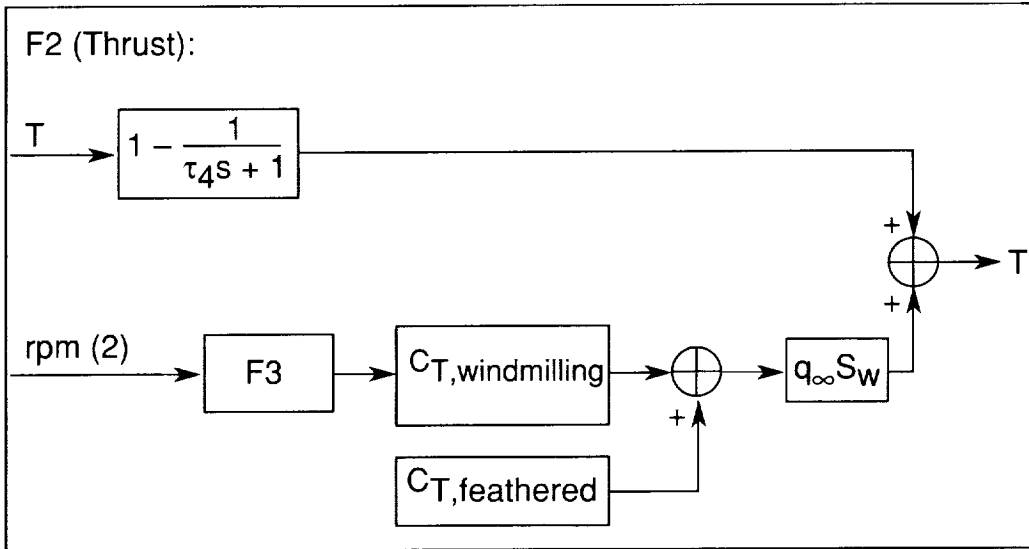 F2 (Thrust):
T
1 − 1
τ4s + 1
+
T
+
rpm (2)
F3
CT,windmilling
q∞SW
+
CT,feathered